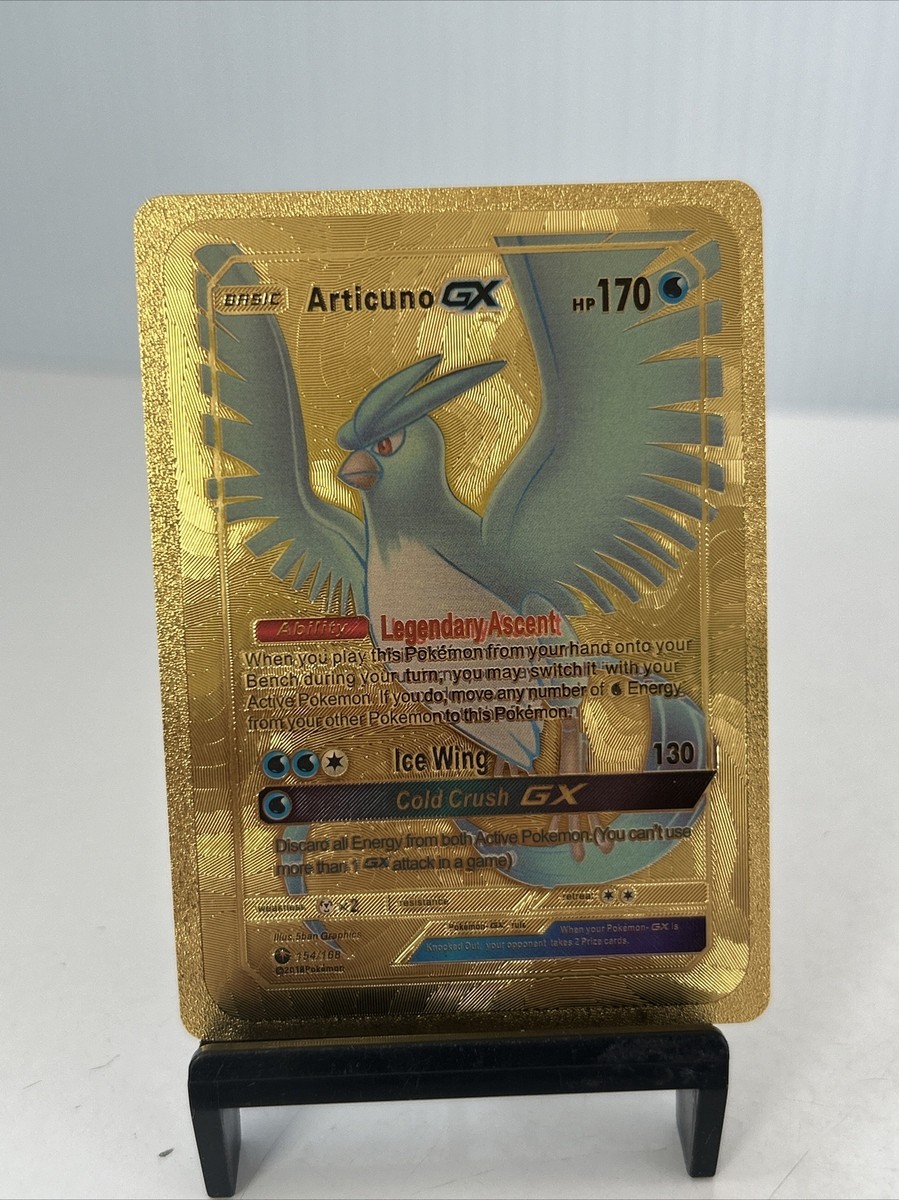 BASIC Articuno GX HP 170
Ability Legendary Ascent
When you play this Pokémon from your hand onto your
Bench during your turn, you may switch it with your
Active Pokemon. If you do, move any number of Energy
from your other Pokemon to this Pokémon.
Ice Wing 130
Cold Crush GX
Discard all Energy from both Active Pokemon.(You can't use
more than 1 GX attack in a game)
weakness ×2 resistance retreat
Illus. 5ban Graphics
Pokémon-GX rule When your Pokemon-GX is
Knocked Out, your opponent takes 2 Prize cards.
154/168
©2018 Pokémon